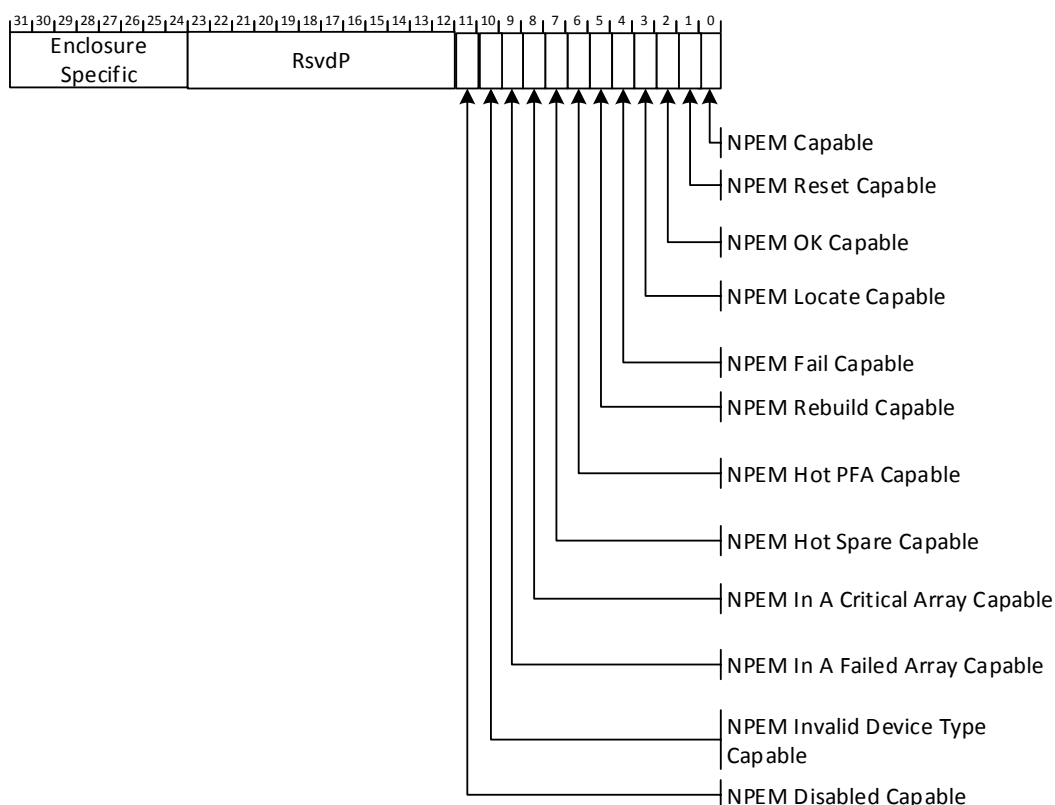 31 30 29 28 27 26 25 24 23 22 21 20 19 18 17 16 15 14 13 12 11 10 9 8 7 6 5 4 3 2 1 0
Enclosure
Specific
RsvdP
NPEM Capable
NPEM Reset Capable
NPEM OK Capable
NPEM Locate Capable
NPEM Fail Capable
NPEM Rebuild Capable
NPEM Hot PFA Capable
NPEM Hot Spare Capable
NPEM In A Critical Array Capable
NPEM In A Failed Array Capable
NPEM Invalid Device Type
Capable
NPEM Disabled Capable